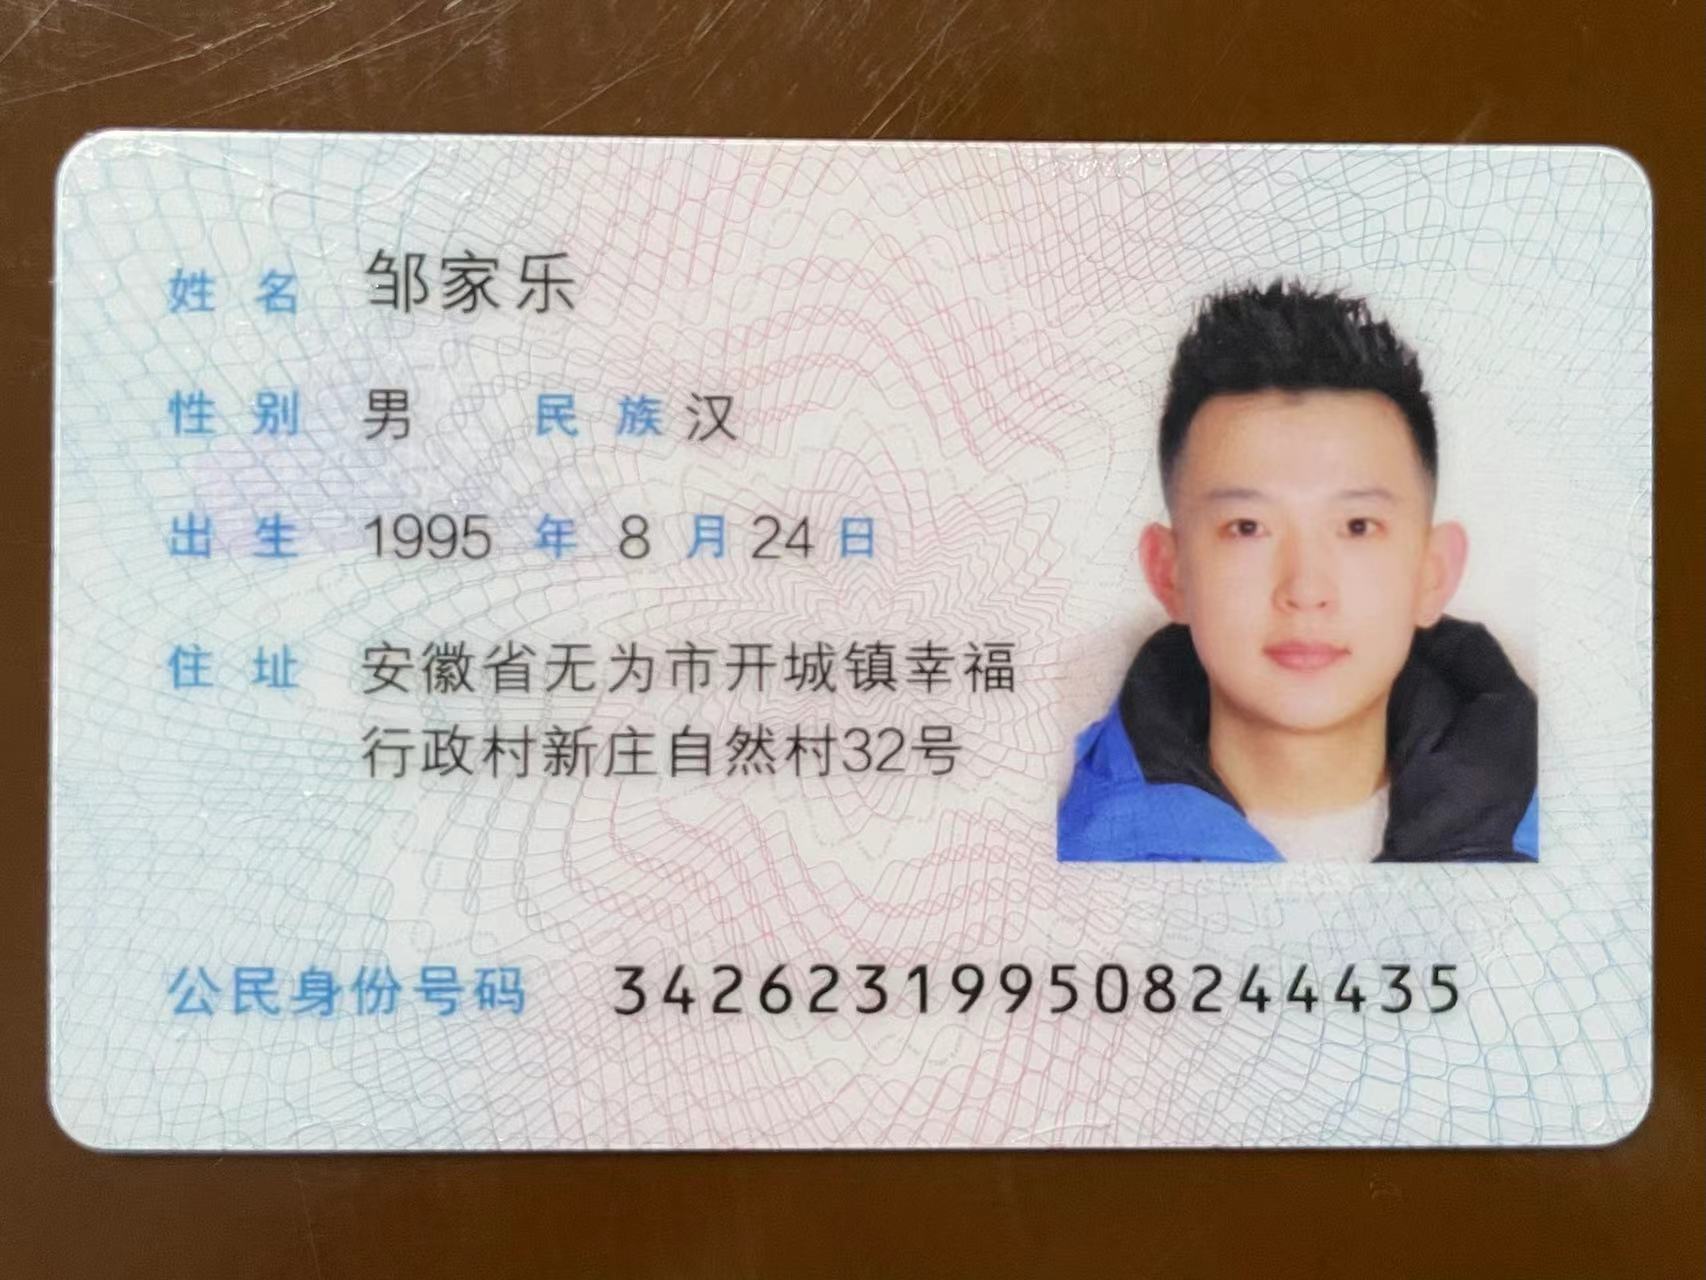 姓名 邹家乐
性别 男 民族 汉
出生 1995 年 8 月 24 日
住址 安徽省无为市开城镇幸福
行政村新庄自然村32号
公民身份号码 342623199508244435